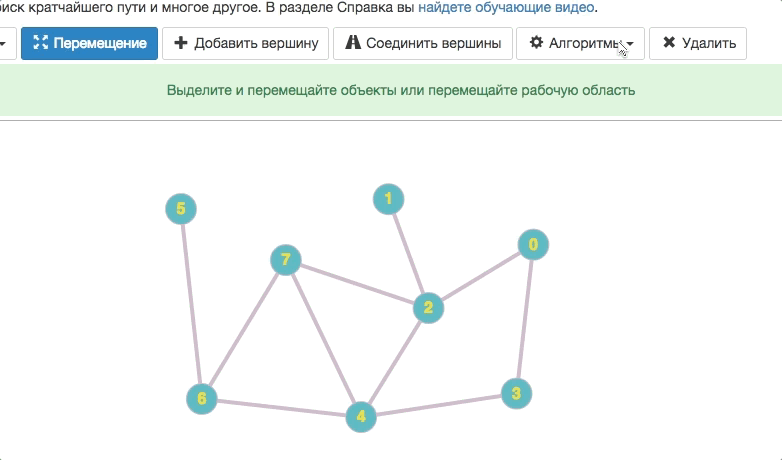 иск кратчайшего пути и многое другое. В разделе Справка вы найдете обучающие видео.
Перемещение Добавить вершину Соединить вершины Алгоритмы Удалить
Выделите и перемещайте объекты или перемещайте рабочую область
5
1
0
7
2
6
4
3